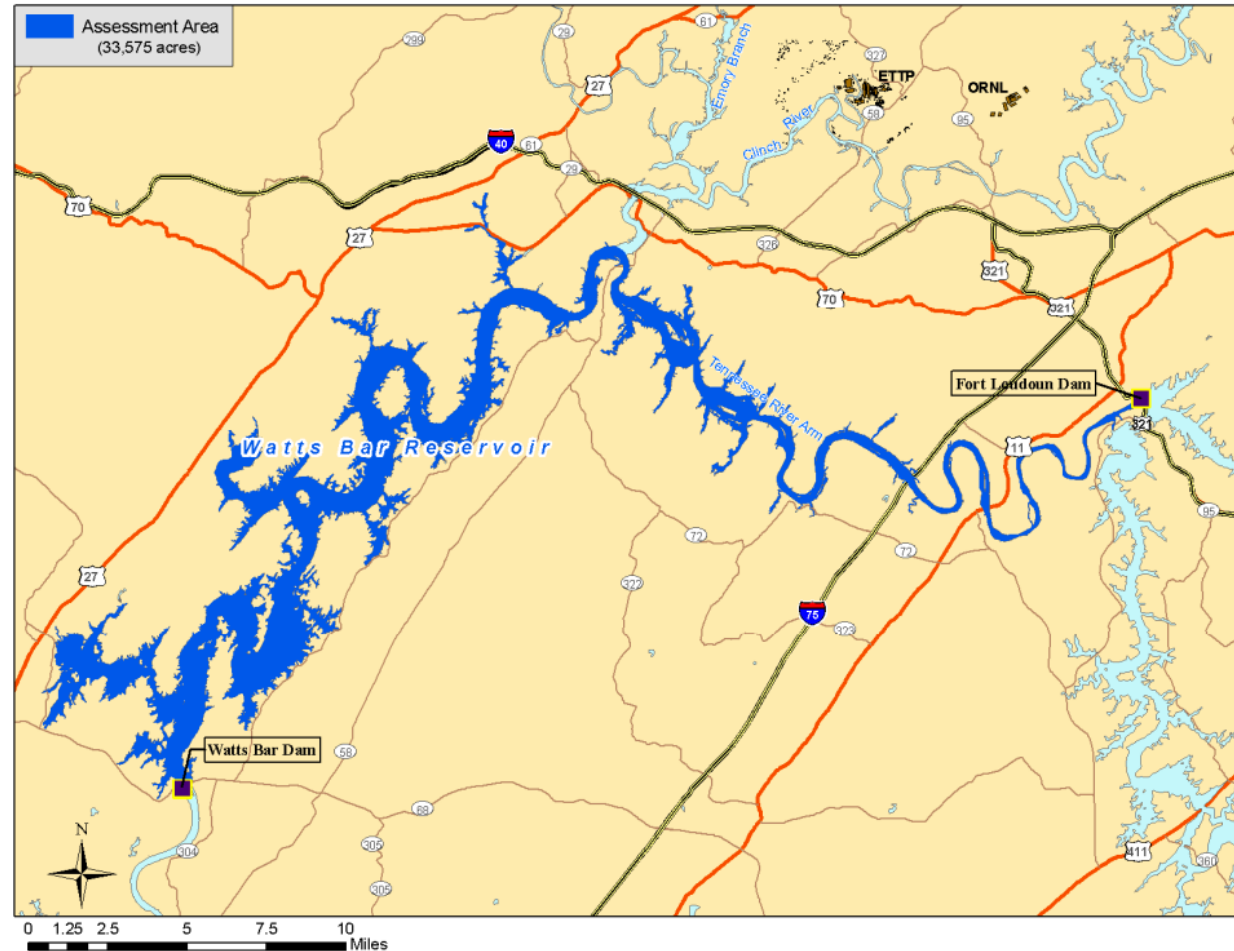 Assessment Area
(33,575 acres)
61
29
299
27
327
ETTP
ORNL
58
95
Emory Branch
Clinch River
40
61
29
70
27
326
321
70
321
Tennessee River Arm
Fort Loudoun Dam
321
11
Watts Bar Reservoir
95
72
72
27
322
75
323
Watts Bar Dam
58
68
304
305
305
411
360
N
0 1.25 2.5 5 7.5 10
Miles